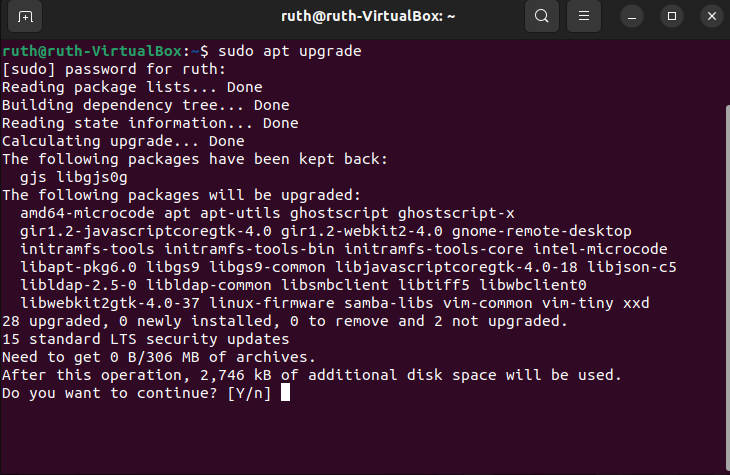 ruth@ruth-VirtualBox: ~
ruth@ruth-VirtualBox:~$ sudo apt upgrade
[sudo] password for ruth:
Reading package lists... Done
Building dependency tree... Done
Reading state information... Done
Calculating upgrade... Done
The following packages have been kept back:
  gjs libgjs0g
The following packages will be upgraded:
  amd64-microcode apt apt-utils ghostscript ghostscript-x
  gir1.2-javascriptcoregtk-4.0 gir1.2-webkit2-4.0 gnome-remote-desktop
  initramfs-tools initramfs-tools-bin initramfs-tools-core intel-microcode
  libapt-pkg6.0 libgs9 libgs9-common libjavascriptcoregtk-4.0-18 libjson-c5
  libldap-2.5-0 libldap-common libsmbclient libtiff5 libwbclient0
  libwebkit2gtk-4.0-37 linux-firmware samba-libs vim-common vim-tiny xxd
28 upgraded, 0 newly installed, 0 to remove and 2 not upgraded.
15 standard LTS security updates
Need to get 0 B/306 MB of archives.
After this operation, 2,746 kB of additional disk space will be used.
Do you want to continue? [Y/n]